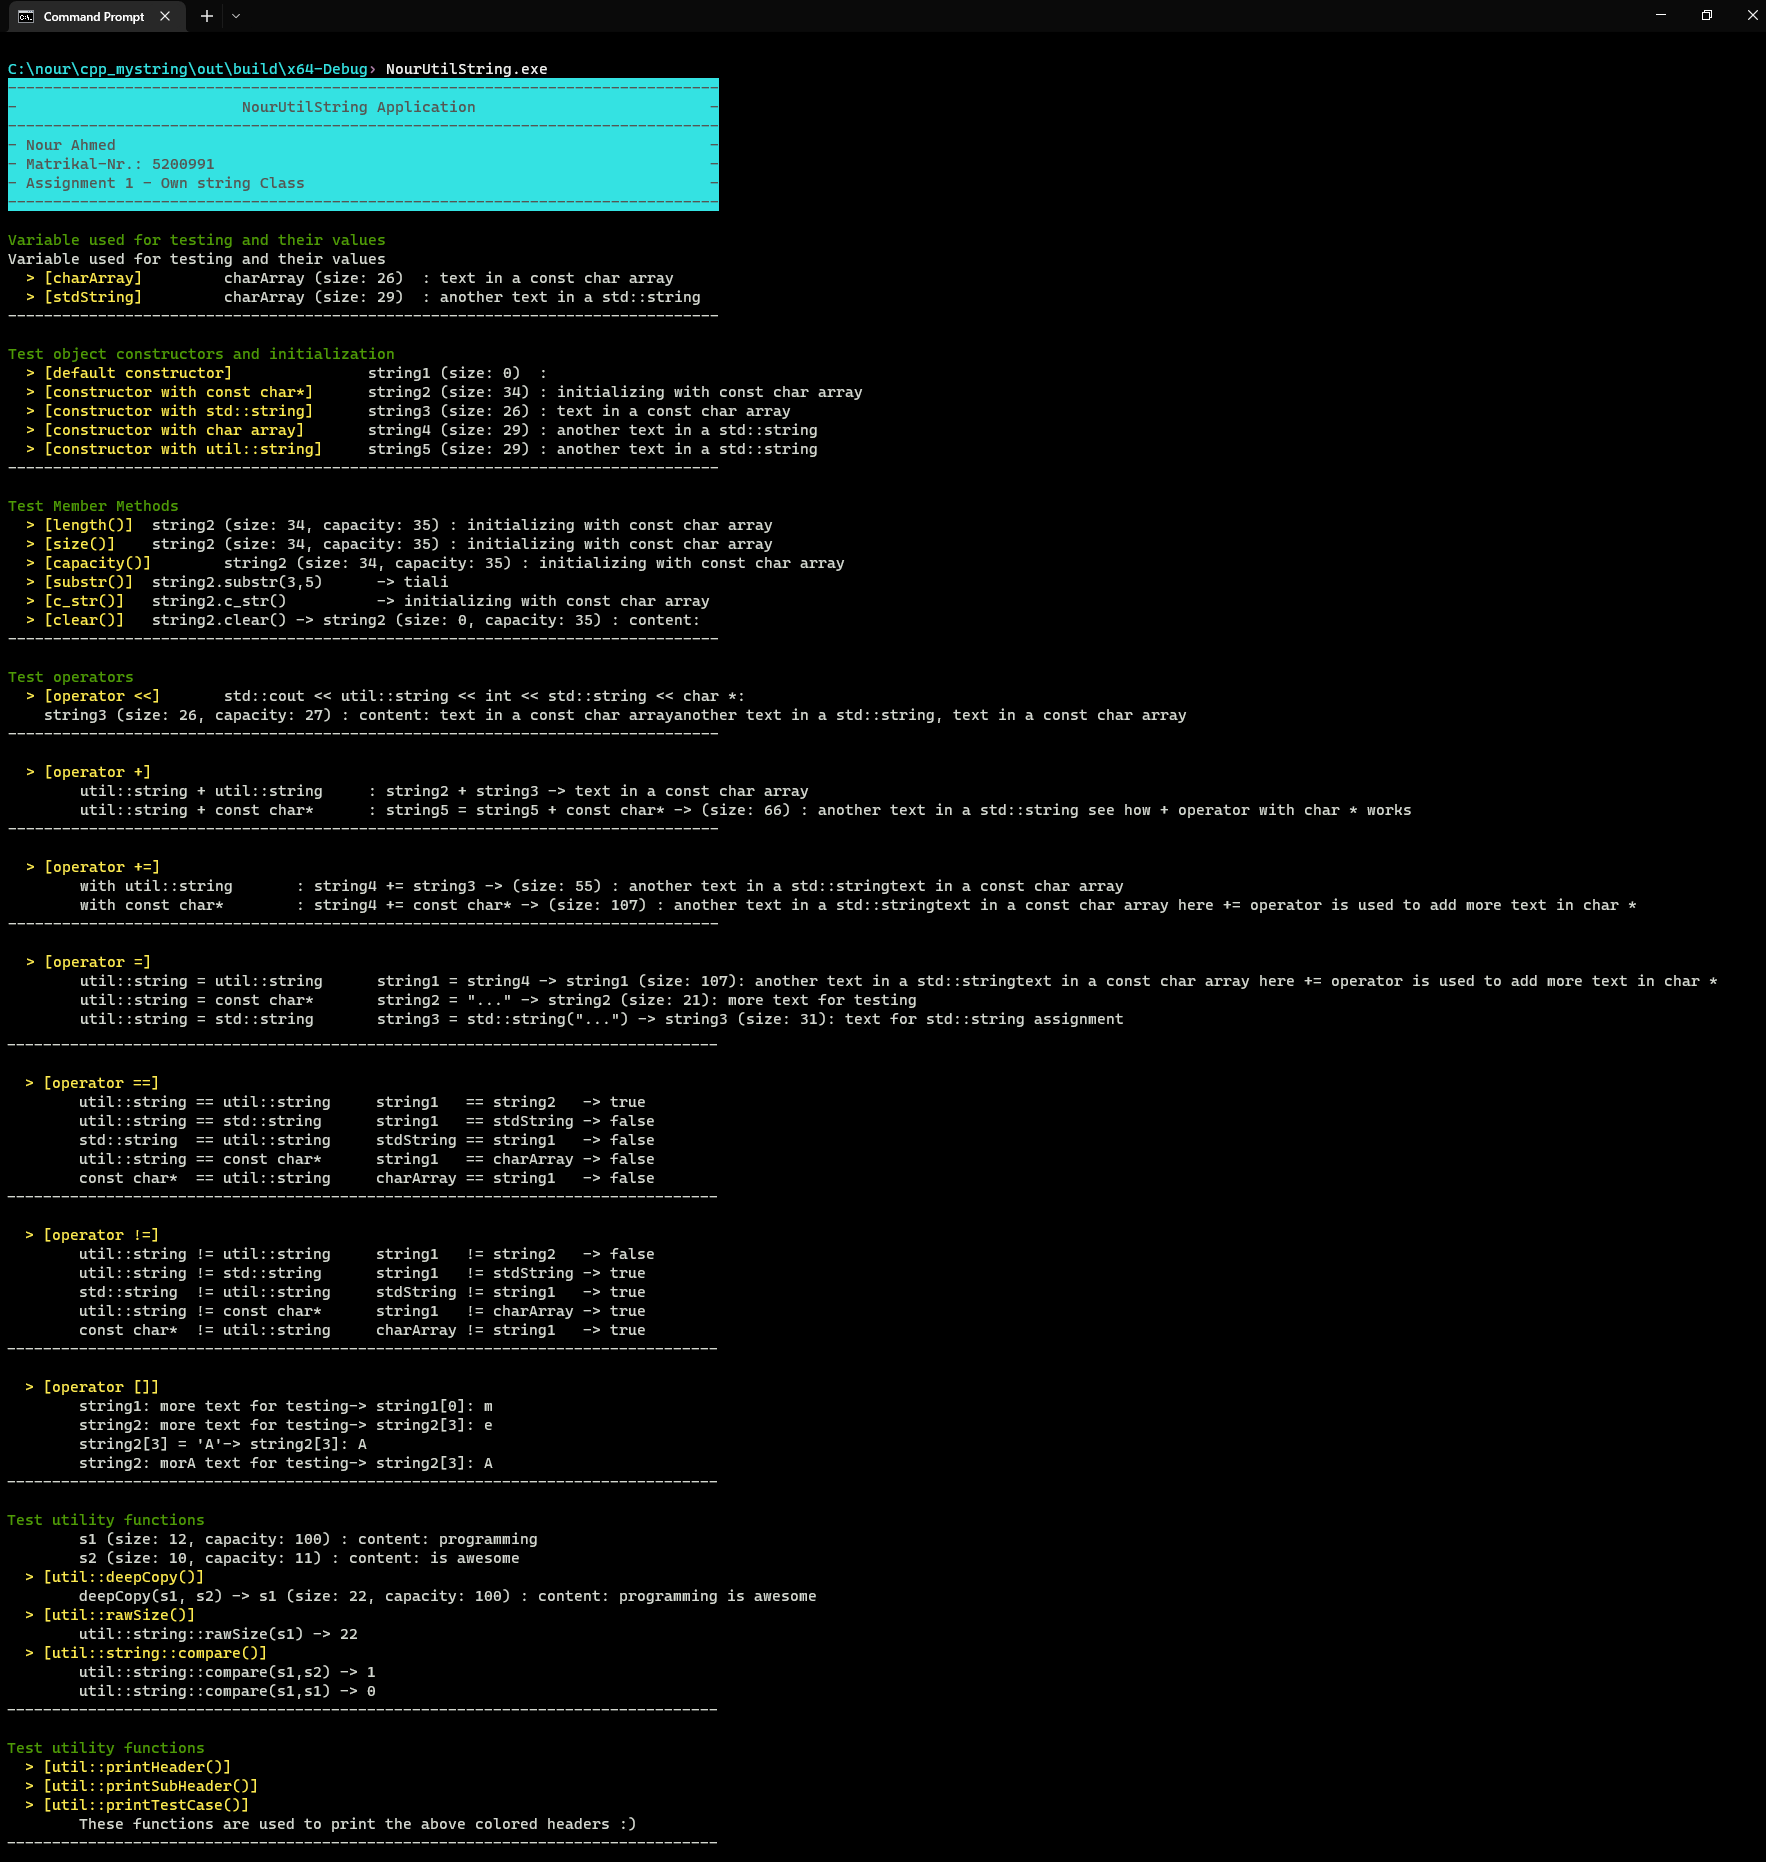 Command Prompt
C:\nour\cpp_mystring\out\build\x64-Debug> NourUtilString.exe
-------------------------------------------------------------------------------
- NourUtilString Application -
-------------------------------------------------------------------------------
- Nour Ahmed -
- Matrikal-Nr.: 5200991 -
- Assignment 1 - Own string Class -
-------------------------------------------------------------------------------
Variable used for testing and their values
Variable used for testing and their values
> [charArray] charArray (size: 26) : text in a const char array
> [stdString] charArray (size: 29) : another text in a std::string
-------------------------------------------------------------------------------
Test object constructors and initialization
> [default constructor] string1 (size: 0) :
> [constructor with const char*] string2 (size: 34) : initializing with const char array
> [constructor with std::string] string3 (size: 26) : text in a const char array
> [constructor with char array] string4 (size: 29) : another text in a std::string
> [constructor with util::string] string5 (size: 29) : another text in a std::string
-------------------------------------------------------------------------------
Test Member Methods
> [length()] string2 (size: 34, capacity: 35) : initializing with const char array
> [size()] string2 (size: 34, capacity: 35) : initializing with const char array
> [capacity()] string2 (size: 34, capacity: 35) : initializing with const char array
> [substr()] string2.substr(3,5) -> tiali
> [c_str()] string2.c_str() -> initializing with const char array
> [clear()] string2.clear() -> string2 (size: 0, capacity: 35) : content:
-------------------------------------------------------------------------------
Test operators
> [operator <<] std::cout << util::string << int << std::string << char *:
string3 (size: 26, capacity: 27) : content: text in a const char arrayanother text in a std::string, text in a const char array
-------------------------------------------------------------------------------
> [operator +]
util::string + util::string : string2 + string3 -> text in a const char array
util::string + const char* : string5 = string5 + const char* -> (size: 66) : another text in a std::string see how + operator with char * works
-------------------------------------------------------------------------------
> [operator +=]
with util::string : string4 += string3 -> (size: 55) : another text in a std::stringtext in a const char array
with const char* : string4 += const char* -> (size: 107) : another text in a std::stringtext in a const char array here += operator is used to add more text in char *
-------------------------------------------------------------------------------
> [operator =]
util::string = util::string string1 = string4 -> string1 (size: 107): another text in a std::stringtext in a const char array here += operator is used to add more text in char *
util::string = const char* string2 = "..." -> string2 (size: 21): more text for testing
util::string = std::string string3 = std::string("...") -> string3 (size: 31): text for std::string assignment
-------------------------------------------------------------------------------
> [operator ==]
util::string == util::string string1 == string2 -> true
util::string == std::string string1 == stdString -> false
std::string == util::string stdString == string1 -> false
util::string == const char* string1 == charArray -> false
const char* == util::string charArray == string1 -> false
-------------------------------------------------------------------------------
> [operator !=]
util::string != util::string string1 != string2 -> false
util::string != std::string string1 != stdString -> true
std::string != util::string stdString != string1 -> true
util::string != const char* string1 != charArray -> true
const char* != util::string charArray != string1 -> true
-------------------------------------------------------------------------------
> [operator []]
string1: more text for testing-> string1[0]: m
string2: more text for testing-> string2[3]: e
string2[3] = 'A'-> string2[3]: A
string2: morA text for testing-> string2[3]: A
-------------------------------------------------------------------------------
Test utility functions
s1 (size: 12, capacity: 100) : content: programming
s2 (size: 10, capacity: 11) : content: is awesome
> [util::deepCopy()]
deepCopy(s1, s2) -> s1 (size: 22, capacity: 100) : content: programming is awesome
> [util::rawSize()]
util::string::rawSize(s1) -> 22
> [util::string::compare()]
util::string::compare(s1,s2) -> 1
util::string::compare(s1,s1) -> 0
-------------------------------------------------------------------------------
Test utility functions
> [util::printHeader()]
> [util::printSubHeader()]
> [util::printTestCase()]
These functions are used to print the above colored headers :)
-------------------------------------------------------------------------------